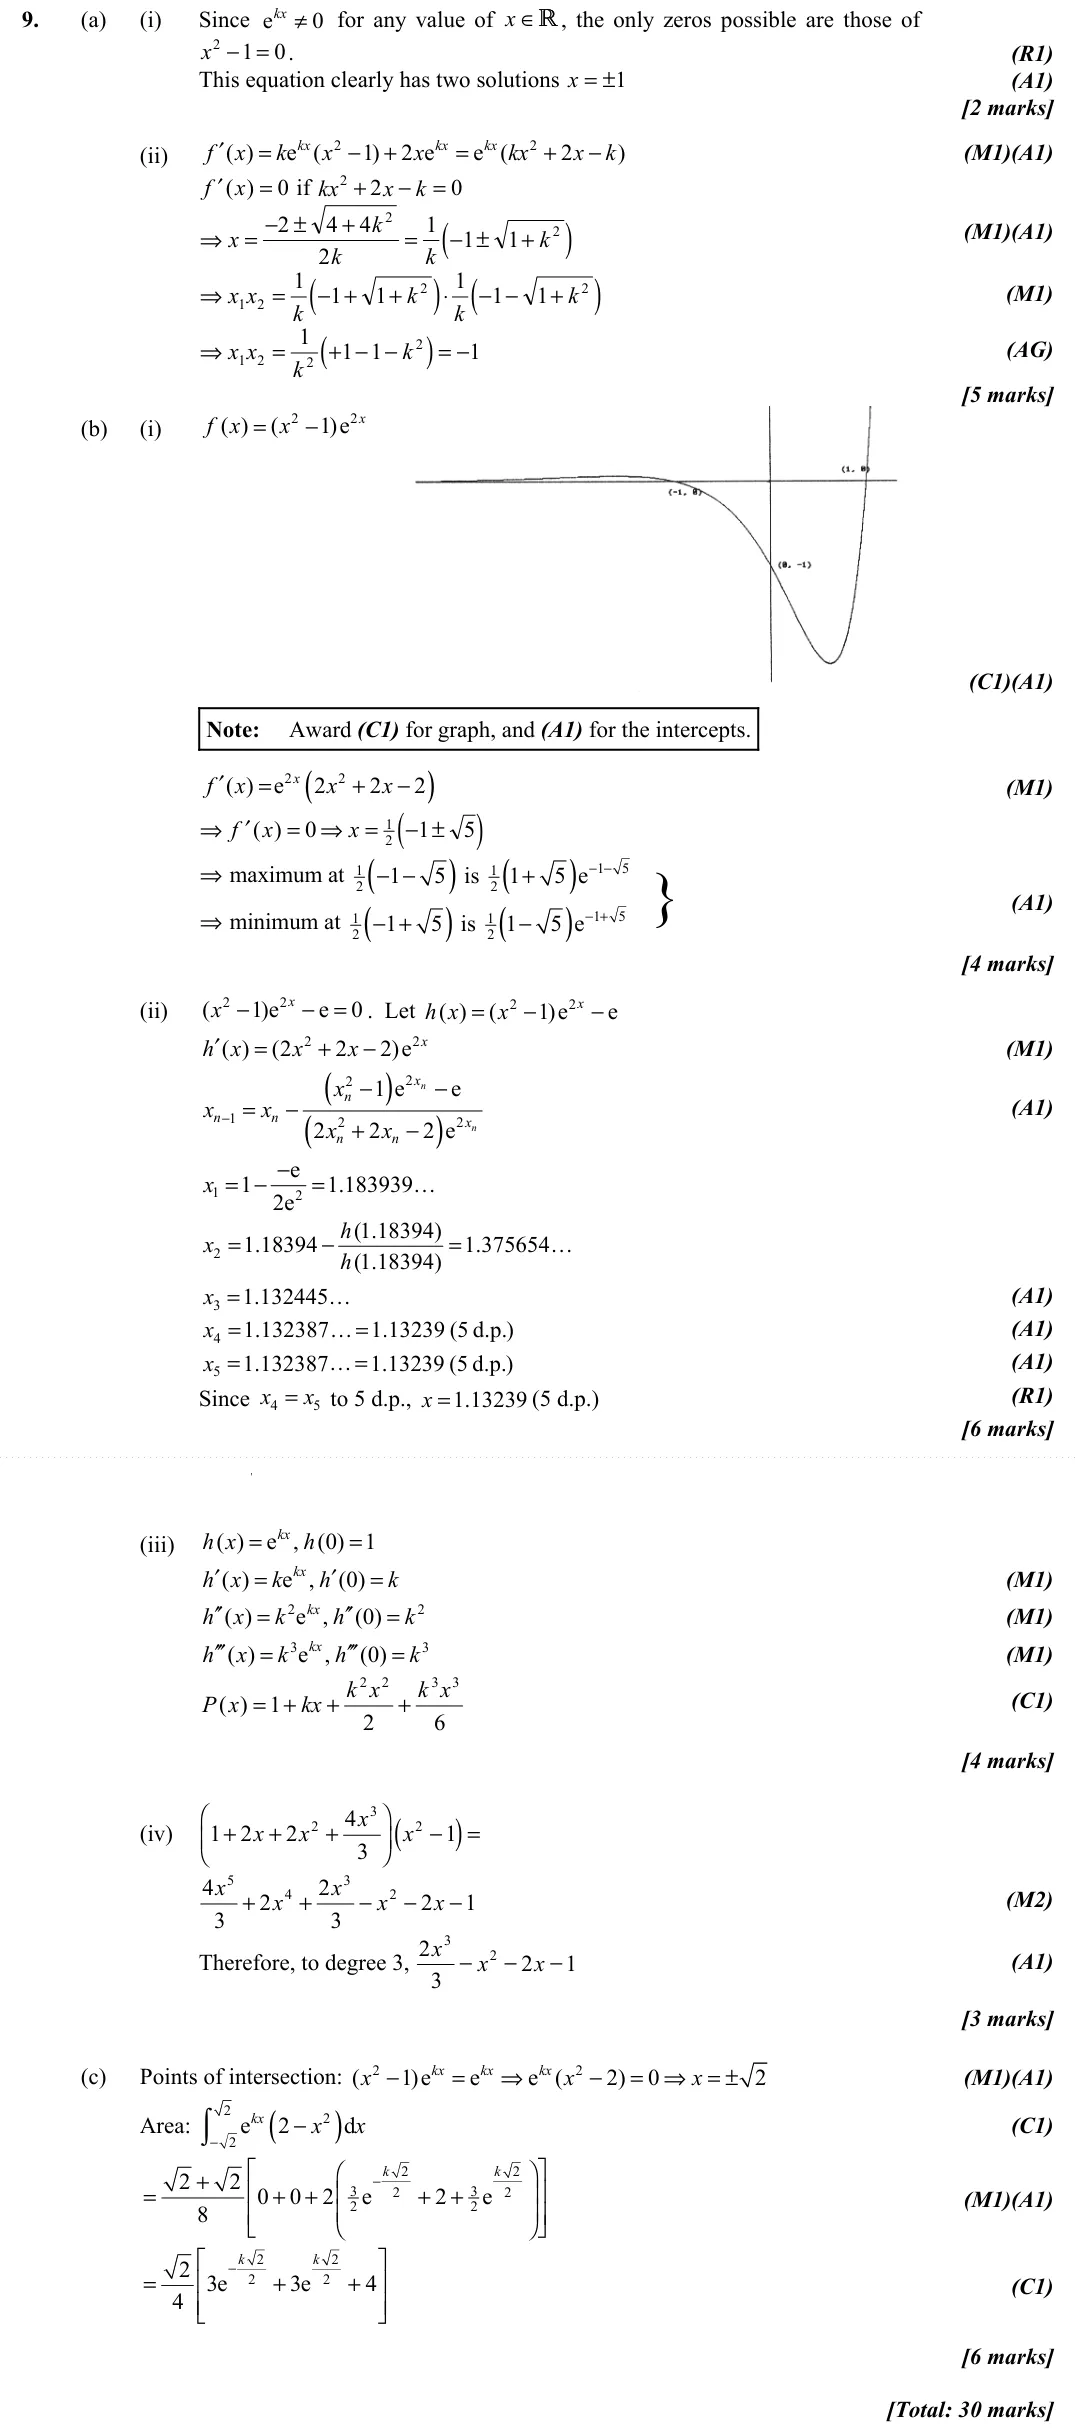 9. (a) (i) Since e^{kx} ≠ 0 for any value of x ∈ ℝ, the only zeros possible are those of
x² − 1 = 0. (R1)
This equation clearly has two solutions x = ±1 (A1)
[2 marks]
(ii) f′(x) = ke^{kx}(x² − 1) + 2xe^{kx} = e^{kx}(kx² + 2x − k) (M1)(A1)
f′(x) = 0 if kx² + 2x − k = 0
⇒ x = (−2 ± √(4 + 4k²))/(2k) = (1/k)(−1 ± √(1 + k²)) (M1)(A1)
⇒ x₁x₂ = (1/k)(−1 + √(1 + k²))·(1/k)(−1 − √(1 + k²)) (M1)
⇒ x₁x₂ = (1/k²)(+1 − 1 − k²) = −1 (AG)
[5 marks]
(b) (i) f(x) = (x² − 1)e^{2x}
(1, 0)
(-1, 0)
(0, -1)
(C1)(A1)
Note: Award (C1) for graph, and (A1) for the intercepts.
f′(x) = e^{2x}(2x² + 2x − 2) (M1)
⇒ f′(x) = 0 ⇒ x = ½(−1 ± √5)
⇒ maximum at ½(−1 − √5) is ½(1 + √5)e^{−1−√5}
} (A1)
⇒ minimum at ½(−1 + √5) is ½(1 − √5)e^{−1+√5}
[4 marks]
(ii) (x² − 1)e^{2x} − e = 0. Let h(x) = (x² − 1)e^{2x} − e
h′(x) = (2x² + 2x − 2)e^{2x} (M1)
x_{n−1} = x_n − ((x_n² − 1)e^{2x_n} − e)/((2x_n² + 2x_n − 2)e^{2x_n}) (A1)
x₁ = 1 − (−e)/(2e²) = 1.183939…
x₂ = 1.18394 − h(1.18394)/h(1.18394) = 1.375654…
x₃ = 1.132445… (A1)
x₄ = 1.132387… = 1.13239 (5 d.p.) (A1)
x₅ = 1.132387… = 1.13239 (5 d.p.) (A1)
Since x₄ = x₅ to 5 d.p., x = 1.13239 (5 d.p.) (R1)
[6 marks]
(iii) h(x) = e^{kx}, h(0) = 1
h′(x) = ke^{kx}, h′(0) = k (M1)
h″(x) = k²e^{kx}, h″(0) = k² (M1)
h‴(x) = k³e^{kx}, h‴(0) = k³ (M1)
P(x) = 1 + kx + k²x²/2 + k³x³/6 (C1)
[4 marks]
(iv) (1 + 2x + 2x² + 4x³/3)(x² − 1) =
4x⁵/3 + 2x⁴ + 2x³/3 − x² − 2x − 1 (M2)
Therefore, to degree 3, 2x³/3 − x² − 2x − 1 (A1)
[3 marks]
(c) Points of intersection: (x² − 1)e^{kx} = e^{kx} ⇒ e^{kx}(x² − 2) = 0 ⇒ x = ±√2 (M1)(A1)
Area: ∫_{−√2}^{√2} e^{kx}(2 − x²)dx (C1)
= (√2 + √2)/8 [0 + 0 + 2(3/2 e^{−k√2/2} + 2 + 3/2 e^{k√2/2})] (M1)(A1)
= √2/4 [3e^{−k√2/2} + 3e^{k√2/2} + 4] (C1)
[6 marks]
[Total: 30 marks]